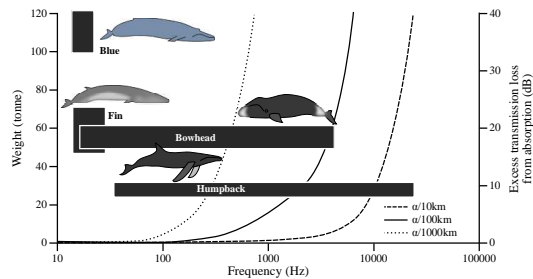 120
100
80
60
40
20
0
Weight (tonne)
Blue
Fin
Bowhead
Humpback
α/10km
α/100km
α/1000km
40
30
20
10
0
Excess transmission loss
from absorption (dB)
10
100
1000
10000
100000
Frequency (Hz)